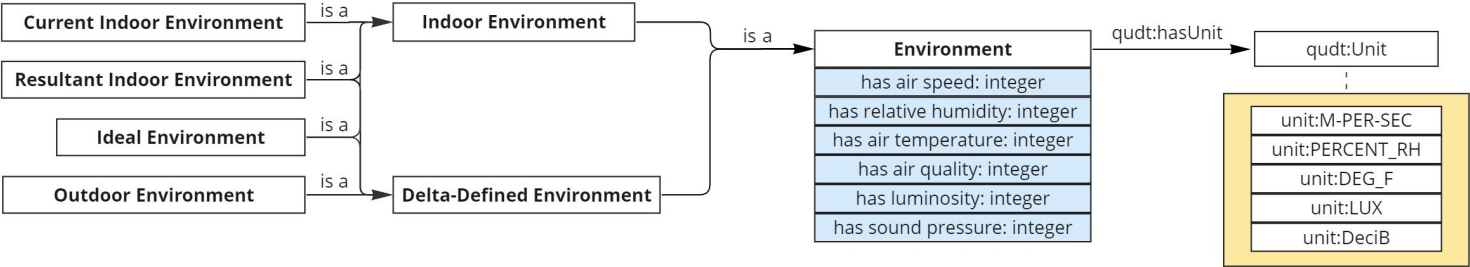 Current Indoor Environment
is a
Indoor Environment
Resultant Indoor Environment
is a
Ideal Environment
is a
Outdoor Environment
is a
Delta-Defined Environment
is a
Environment
has air speed: integer
has relative humidity: integer
has air temperature: integer
has air quality: integer
has luminosity: integer
has sound pressure: integer
qudt:hasUnit
qudt:Unit
unit:M-PER-SEC
unit:PERCENT_RH
unit:DEG_F
unit:LUX
unit:DeciB